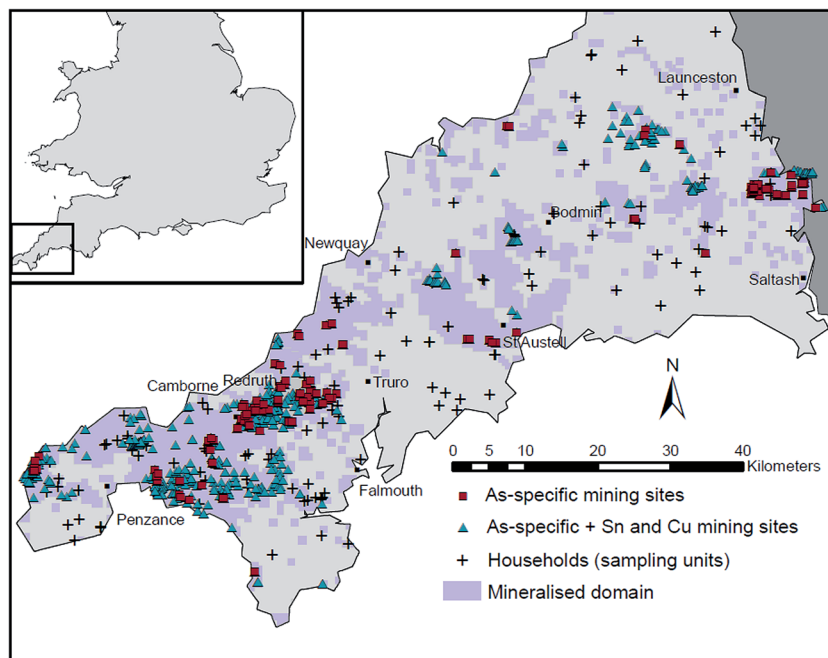 Launceston
Bodmin
Newquay
Saltash
St Austell
Camborne
Redruth
Truro
Falmouth
Penzance
N
0 5 10 20 30 40
Kilometers
As-specific mining sites
As-specific + Sn and Cu mining sites
Households (sampling units)
Mineralised domain